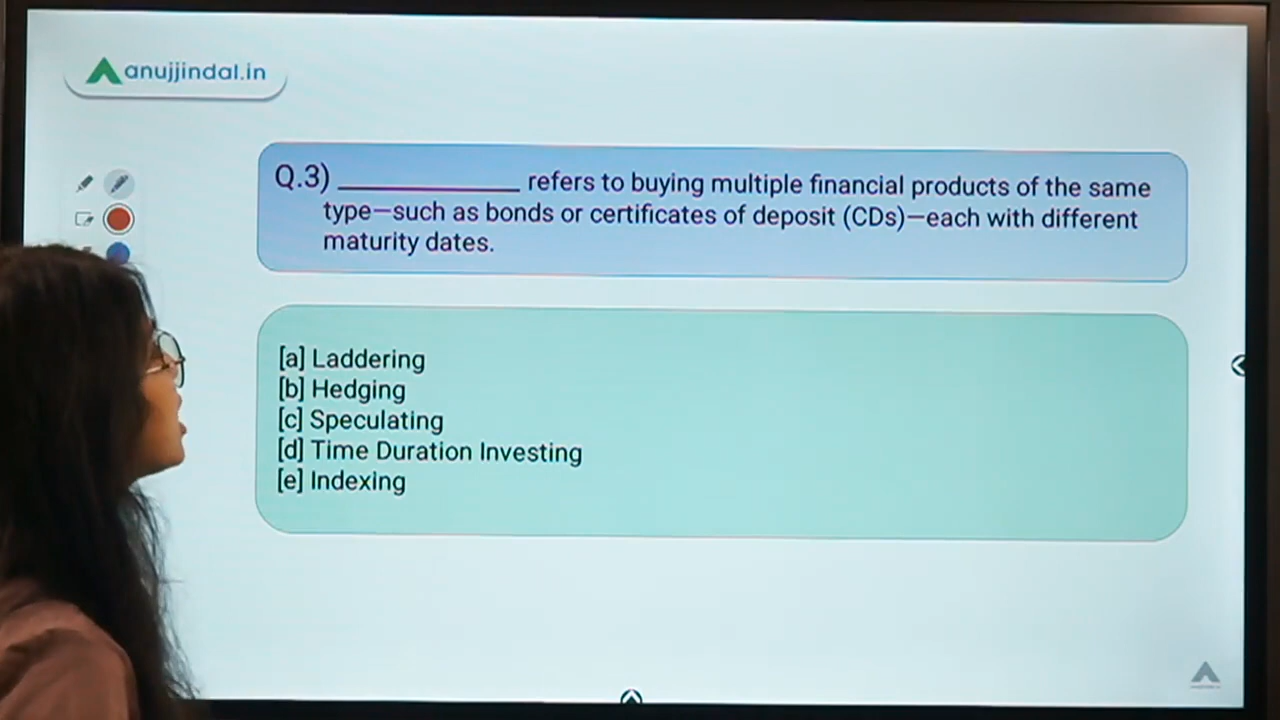 anujjindal.in
Q.3) ____________ refers to buying multiple financial products of the same
type—such as bonds or certificates of deposit (CDs)—each with different
maturity dates.
[a] Laddering
[b] Hedging
[c] Speculating
[d] Time Duration Investing
[e] Indexing